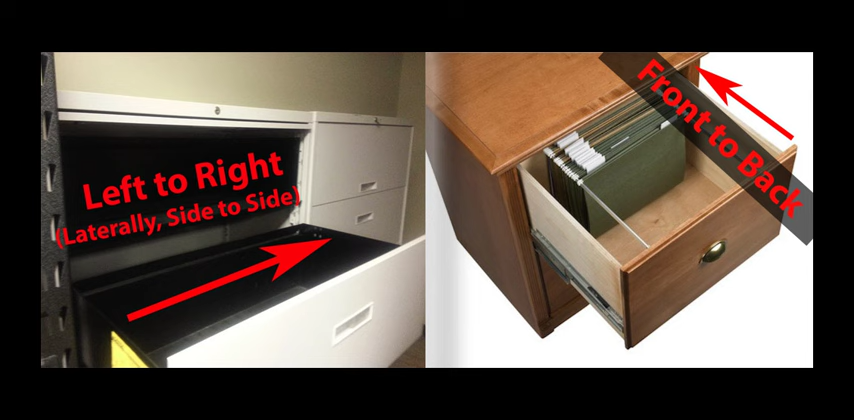 Left to Right
(Laterally, Side to Side)
Front to Back